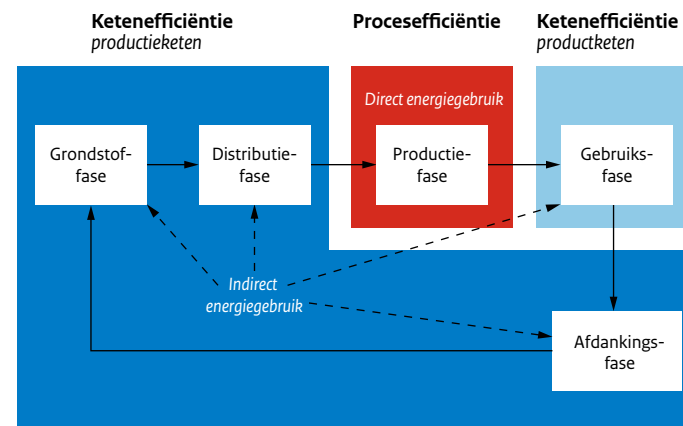 Ketenefficiëntie
productieketen
Procesefficiëntie
Ketenefficiëntie
productketen
Direct energiegebruik
Grondstof-
fase
Distributie-
fase
Productie-
fase
Gebruiks-
fase
Indirect
energiegebruik
Afdankings-
fase